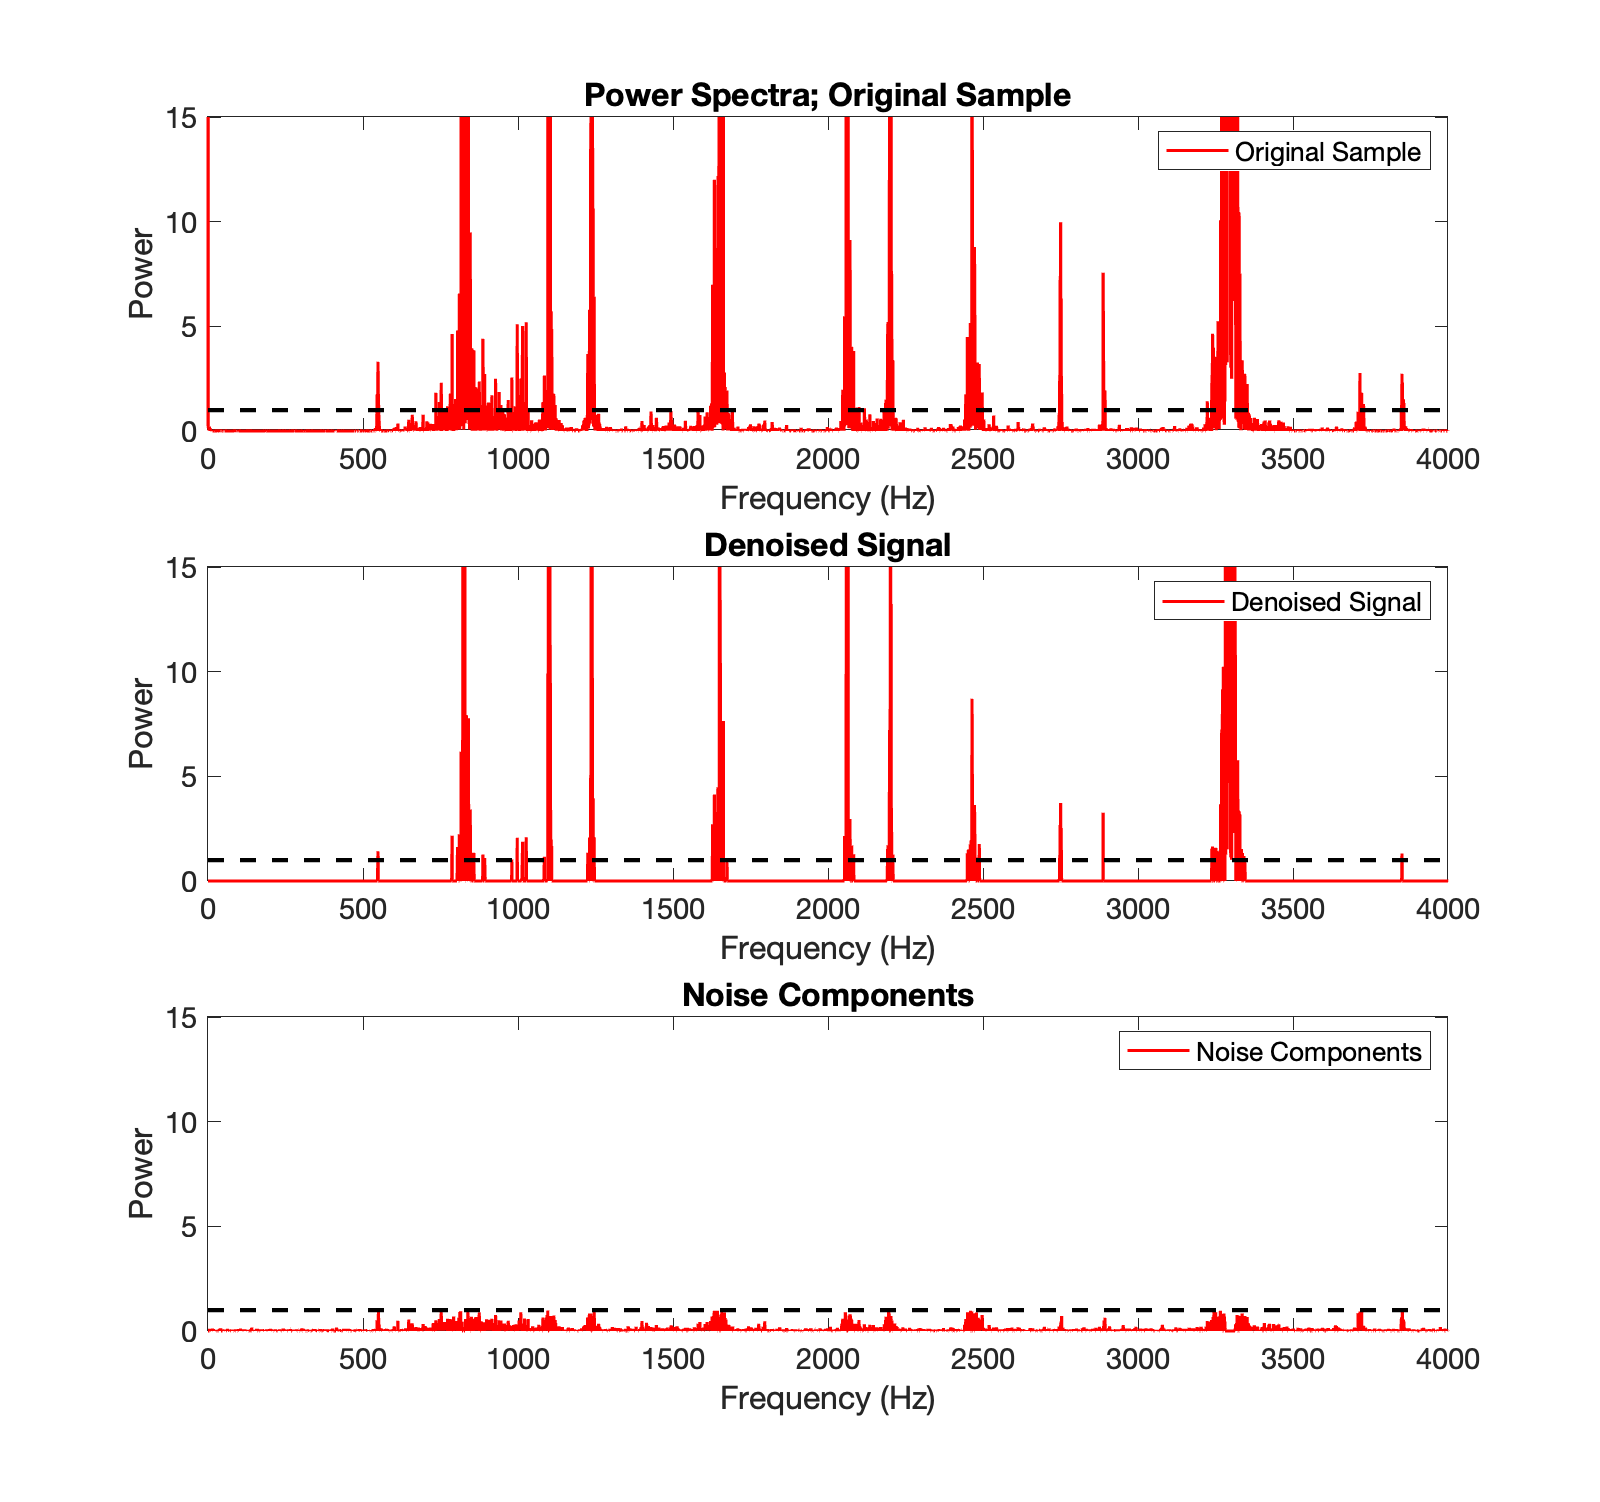 Power Spectra; Original Sample
15
Original Sample
10
Power
5
0
0 500 1000 1500 2000 2500 3000 3500 4000
Frequency (Hz)
Denoised Signal
15
Denoised Signal
10
Power
5
0
0 500 1000 1500 2000 2500 3000 3500 4000
Frequency (Hz)
Noise Components
15
Noise Components
10
Power
5
0
0 500 1000 1500 2000 2500 3000 3500 4000
Frequency (Hz)